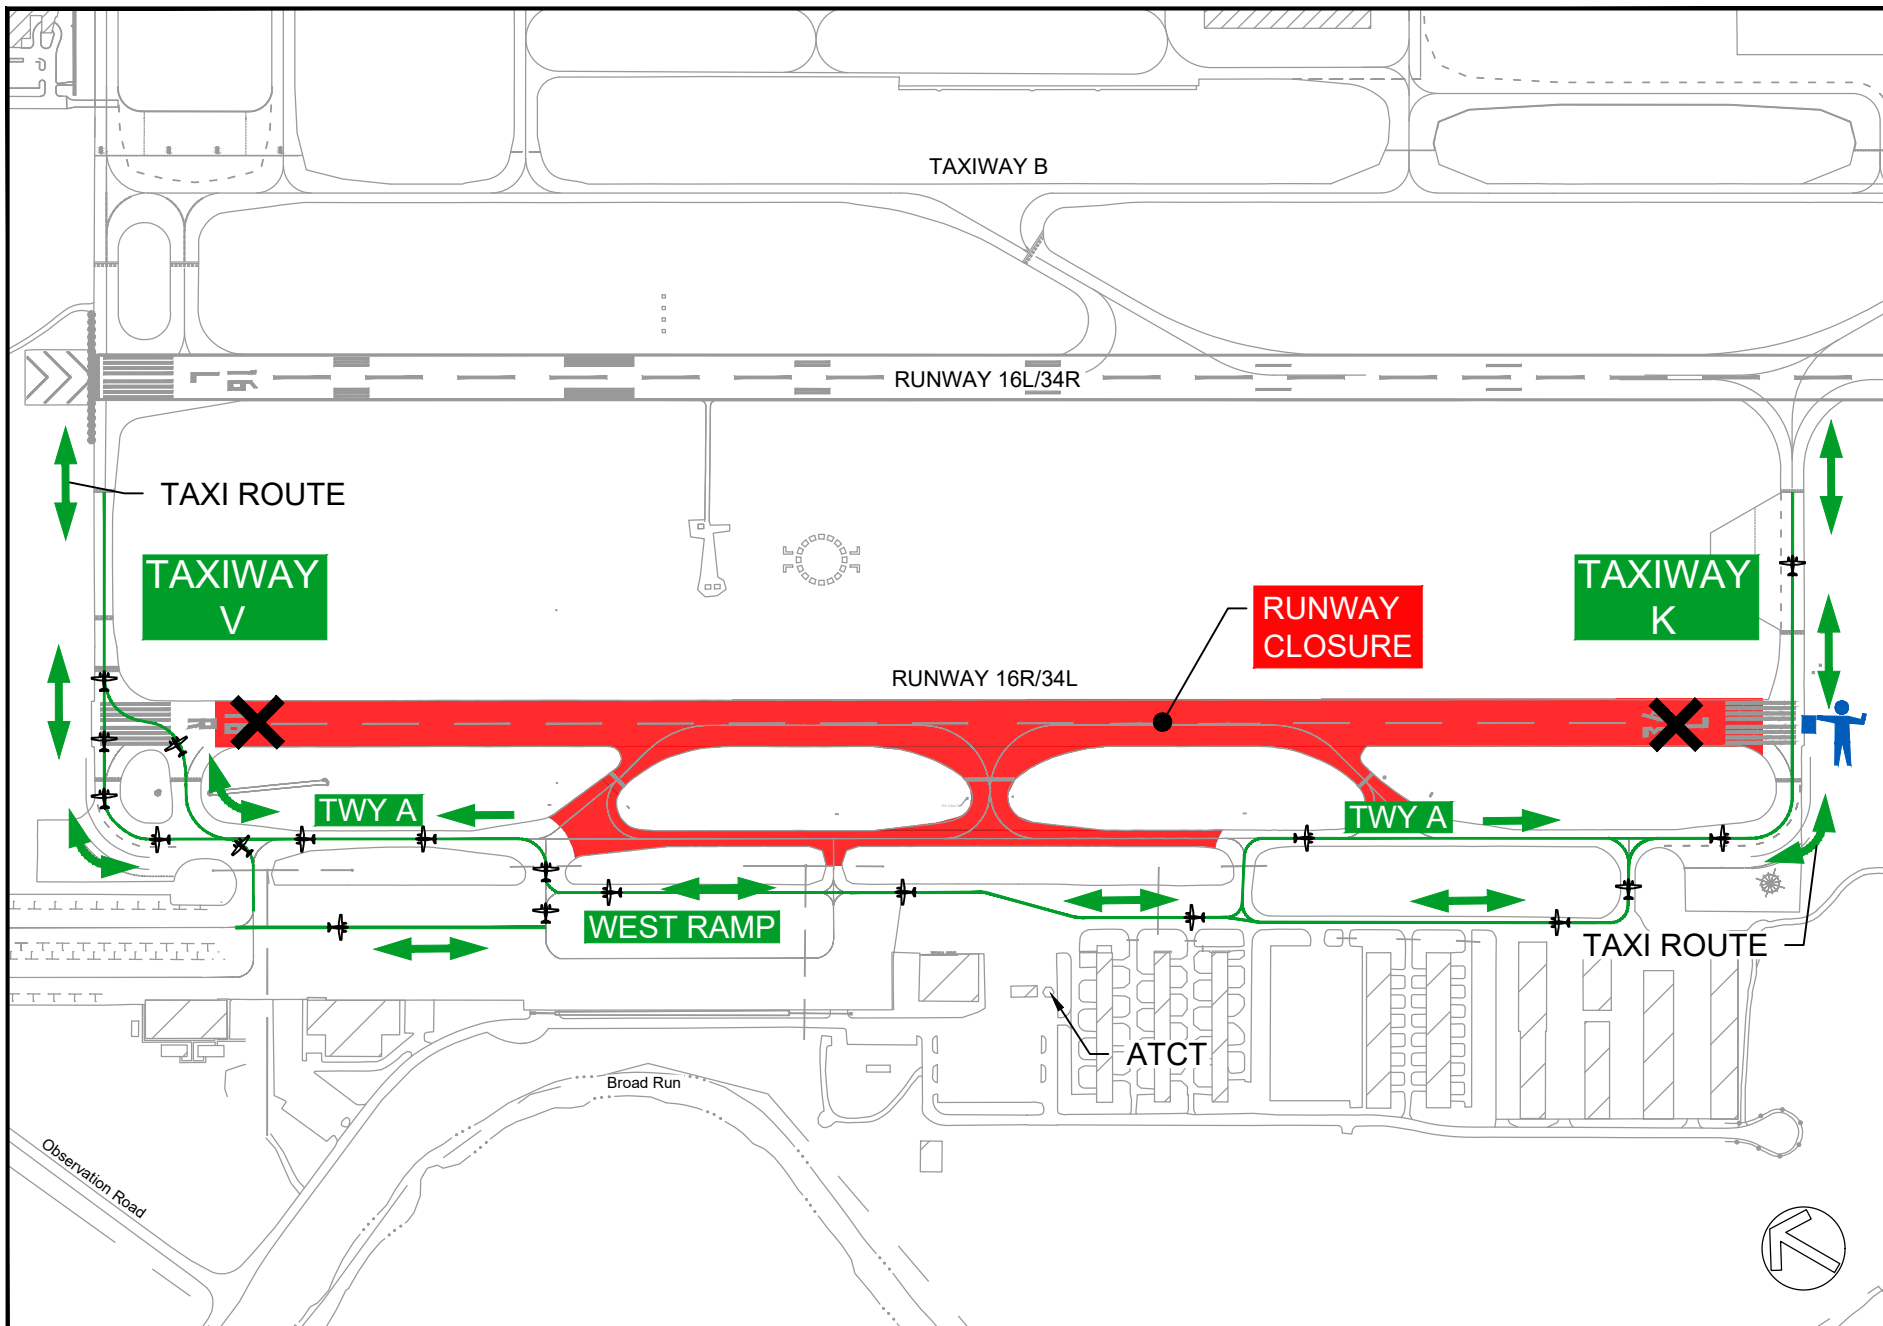 TAXIWAY B
RUNWAY 16L/34R
TAXI ROUTE
TAXIWAY
V
TAXIWAY
K
RUNWAY
CLOSURE
RUNWAY 16R/34L
TWY A
TWY A
WEST RAMP
TAXI ROUTE
ATCT
Broad Run
Observation Road